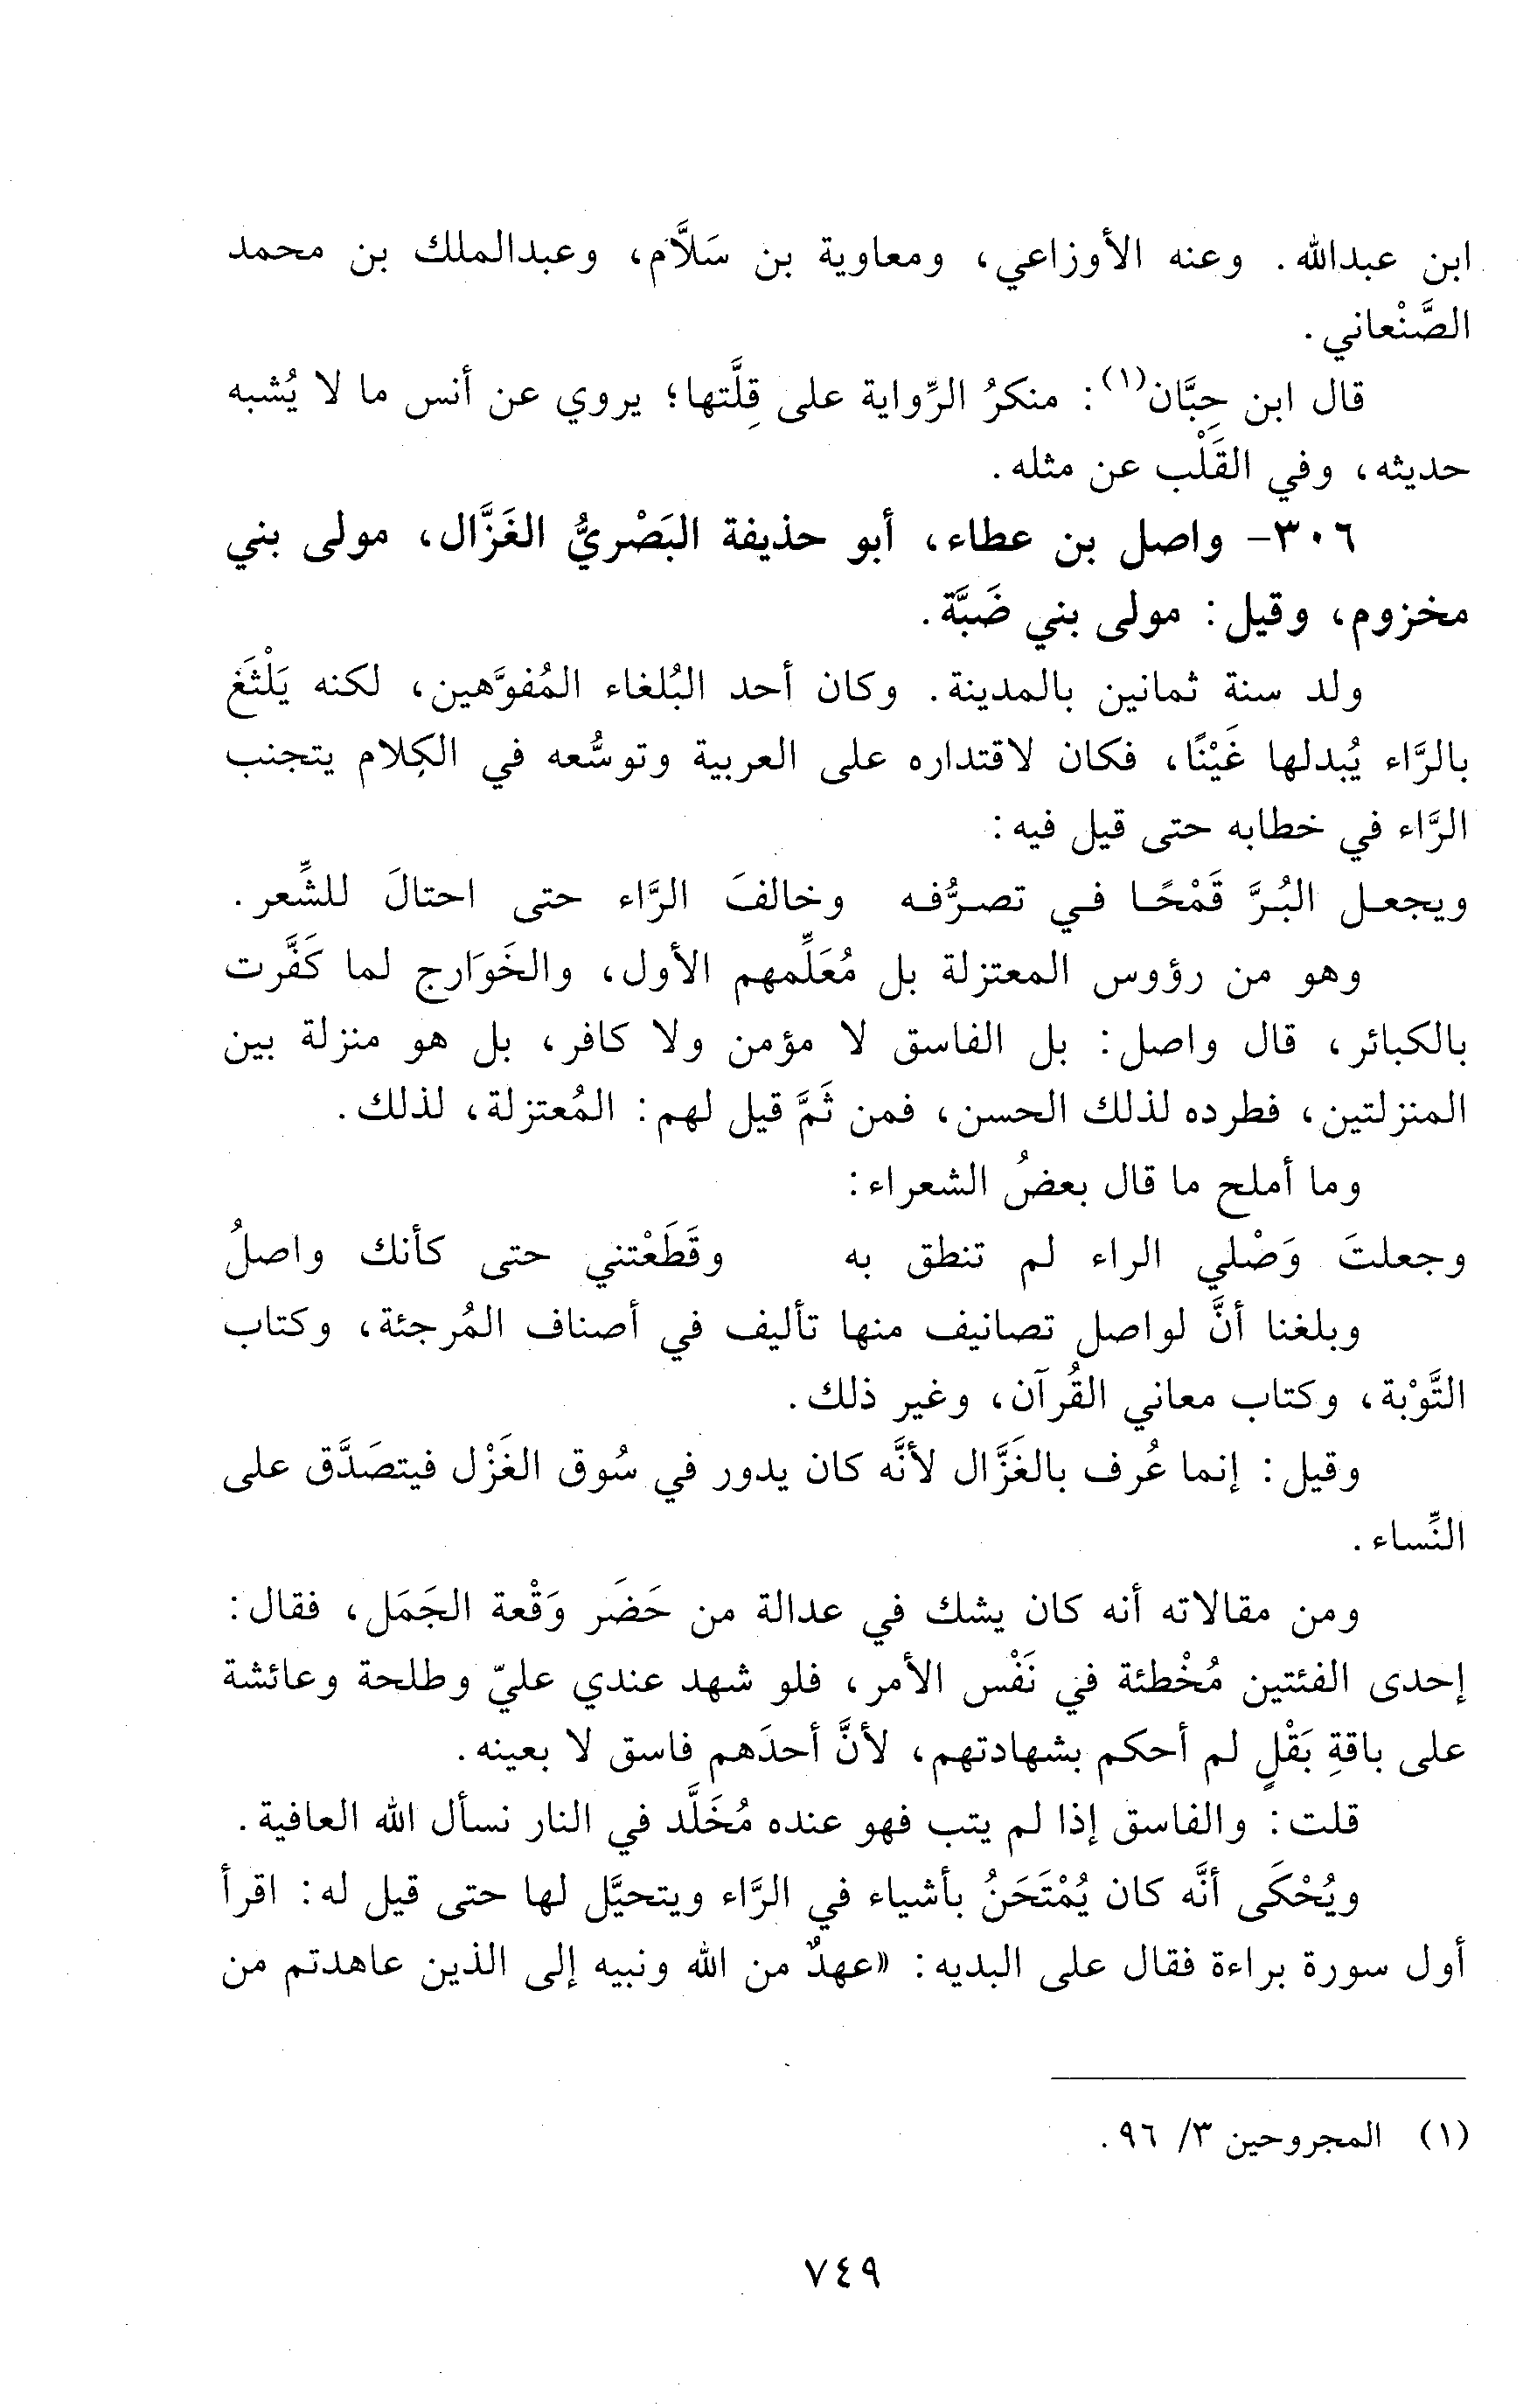 ابن عبدالله. وعنه الأوزاعي، ومعاوية بن سَلاَّم، وعبدالملك بن محمد
الصَّنْعاني.
قال ابن حِبَّان(١): منكرُ الرِّواية على قِلَّتها؛ يروي عن أنس ما لا يُشبه
حديثه، وفي القَلْب عن مثله.
٣٠٦- واصل بن عطاء، أبو حذيفة البَصْريُّ الغَزَّال، مولى بني
مخزوم، وقيل: مولى بني ضَبَّة.
ولد سنة ثمانين بالمدينة. وكان أحد البُلغاء المُفوَّهين، لكنه يَلْثَغ
بالرَّاء يُبدلها غَيْنًا، فكان لاقتداره على العربية وتوسُّعه في الكِلام يتجنب
الرَّاء في خطابه حتى قيل فيه:
ويجعل البُرَّ قَمْحًا في تصرُّفه وخالفَ الرَّاء حتى احتالَ للشِّعر.
وهو من رؤوس المعتزلة بل مُعَلِّمهم الأول، والخَوَارج لما كَفَّرت
بالكبائر، قال واصل: بل الفاسق لا مؤمن ولا كافر، بل هو منزلة بين
المنزلتين، فطرده لذلك الحسن، فمن ثَمَّ قيل لهم: المُعتزلة، لذلك.
وما أملح ما قال بعضُ الشعراء:
وجعلتَ وَصْلي الراء لم تنطق به وقَطَعْتني حتى كأنك واصلُ
وبلغنا أنَّ لواصل تصانيف منها تأليف في أصناف المُرجئة، وكتاب
التَّوْبة، وكتاب معاني القُرآن، وغير ذلك.
وقيل: إنما عُرف بالغَزَّال لأنَّه كان يدور في سُوق الغَزْل فيتصَدَّق على
النِّساء.
ومن مقالاته أنه كان يشك في عدالة من حَضَر وَقْعة الجَمَل، فقال:
إحدى الفئتين مُخْطئة في نَفْس الأمر، فلو شهد عندي عليّ وطلحة وعائشة
على باقةِ بَقْلٍ لم أحكم بشهادتهم، لأنَّ أحدَهم فاسق لا بعينه.
قلت: والفاسق إذا لم يتب فهو عنده مُخَلَّد في النار نسأل الله العافية.
ويُحْكَى أنَّه كان يُمْتَحَنُ بأشياء في الرَّاء ويتحيَّل لها حتى قيل له: اقرأ
أول سورة براءة فقال على البديه: «عهدٌ من الله ونبيه إلى الذين عاهدتم من
(١) المجروحين ٣/ ٩٦.
٧٤٩